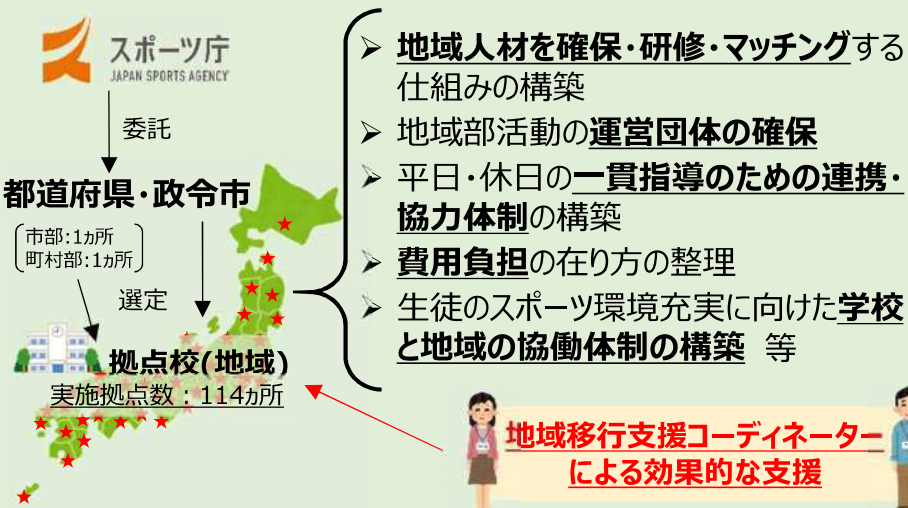 スポーツ庁
JAPAN SPORTS AGENCY
委託
都道府県・政令市
市部:1ヵ所
町村部:1ヵ所
選定
拠点校(地域)
実施拠点数：114ヵ所
➢ 地域人材を確保・研修・マッチングする
仕組みの構築
➢ 地域部活動の運営団体の確保
➢ 平日・休日の一貫指導のための連携・
協力体制の構築
➢ 費用負担の在り方の整理
➢ 生徒のスポーツ環境充実に向けた学校
と地域の協働体制の構築 等
地域移行支援コーディネーター
による効果的な支援